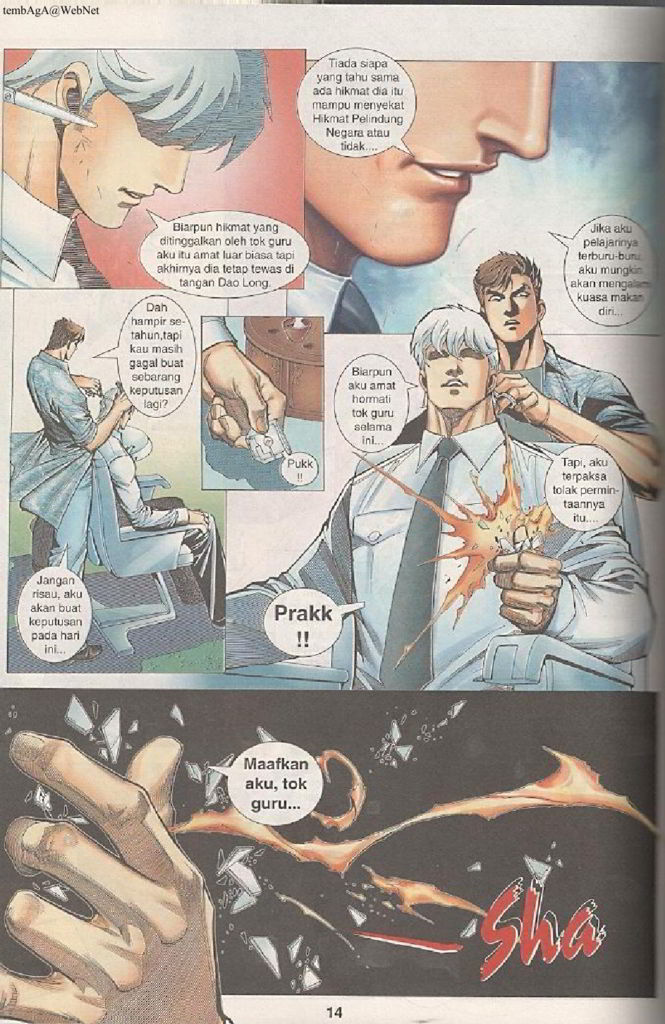 tembAgA@WebNet
Tiada siapa
yang tahu sama
ada hikmat dia itu
mampu menyekat
Hikmat Pelindung
Negara atau
tidak....
Biarpun hikmat yang
ditinggalkan oleh tok guru
aku itu amat luar biasa tapi
akhirnya dia tetap tewas di
tangan Dao Long.
Jika aku
pelajarinya
terburu-buru,
aku mungkin
akan
kuasa makan
diri...
Dah
hampir se-
tahun,tapi
kau masih
gagal buat
sebarang
keputusan
lagi?
Pukk
!!
Biarpun
aku amat
hormati
tok guru
selama
ini...
Tapi, aku
terpaksa
tolak permin-
taannya
itu....
Jangan
risau, aku
akan buat
keputusan
pada hari
ini...
Prakk
!!
Maafkan
aku, tok
guru...
Sha
14